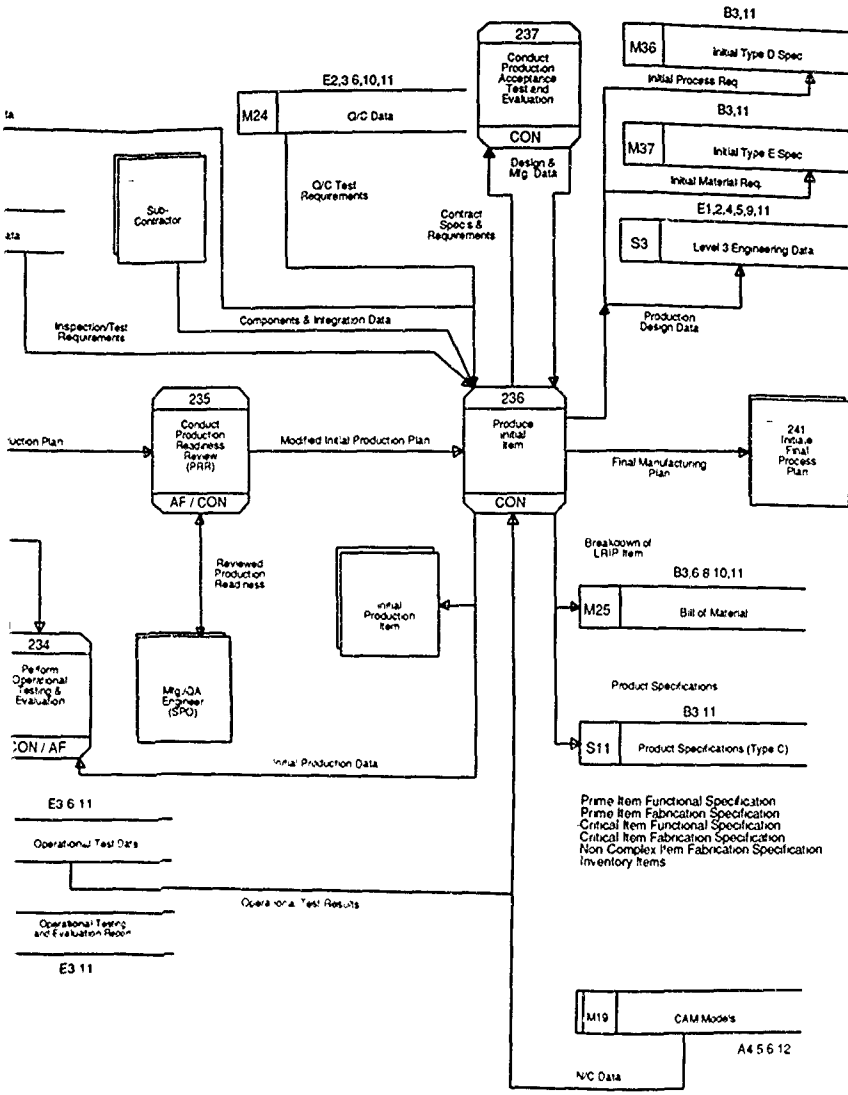 B3,11
M36
Initial Type D Spec
Initial Process Req
237
Conduct
Production
Acceptance
Test and
Evaluation
CON
E2,3 6,10,11
M24
Q/C Data
B3,11
M37
Initial Type E Spec
Initial Material Req.
ta
Q/C Test
Requirements
Design &
Mfg. Data
Contract
Specs &
Requirements
Sub-
Contractor
E1,2,4,5,9,11
S3
Level 3 Engineering Data
ata
Inspection/Test
Requirements
Components & Integration Data
Production
Design Data
235
Conduct
Production
Readiness
Review
(PRR)
AF / CON
236
Produce
Initial
Item
CON
241
Initiate
Final
Process
Plan
uction Plan
Modified Initial Production Plan
Final Manufacturing
Plan
Reviewed
Production
Readiness
Initial
Production
Item
Breakdown of
LRIP Item
B3,6 8 10,11
M25
Bill of Material
234
Perform
Operational
Testing &
Evaluation
CON / AF
Mfg./QA
Engineer
(SPO)
Product Specifications
B3 11
S11
Product Specifications (Type C)
Initial Production Data
Prime Item Functional Specification
Prime Item Fabrication Specification
Critical Item Functional Specification
Critical Item Fabrication Specification
Non Complex Item Fabrication Specification
Inventory Items
E3 6 11
Operational Test Data
Operational Test Results
Operational Testing
and Evaluation Report
E3 11
M19
CAM Models
A4 5 6 12
N/C Data